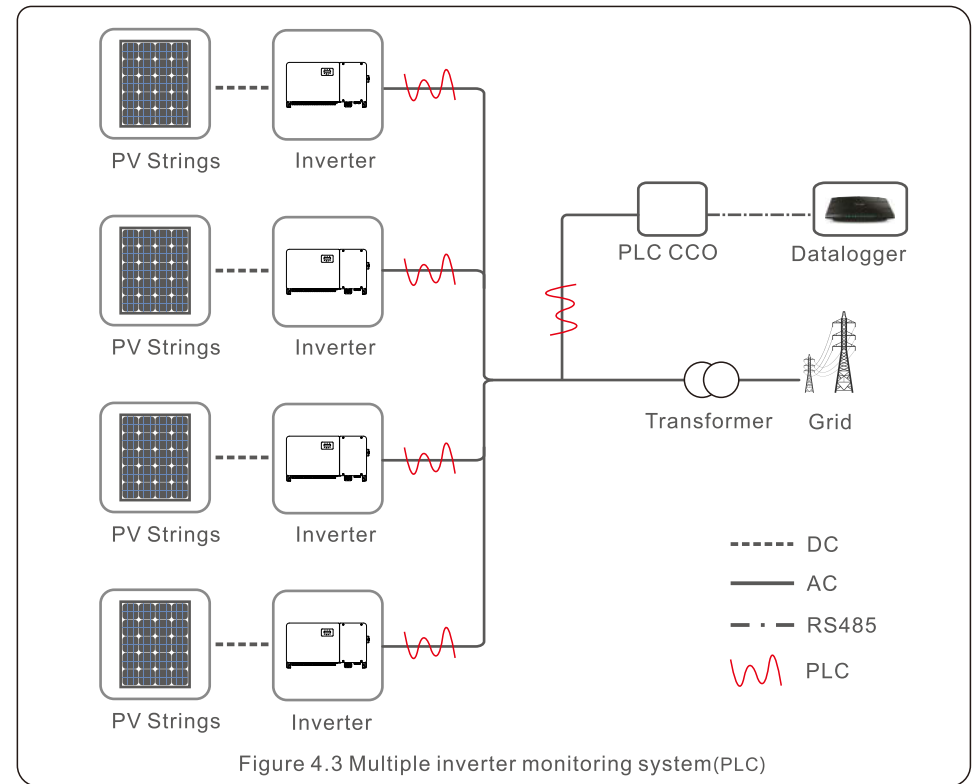 PV Strings
Inverter
PLC CCO
Datalogger
PV Strings
Inverter
Transformer
Grid
PV Strings
Inverter
DC
AC
RS485
PLC
PV Strings
Inverter
Figure 4.3 Multiple inverter monitoring system(PLC)